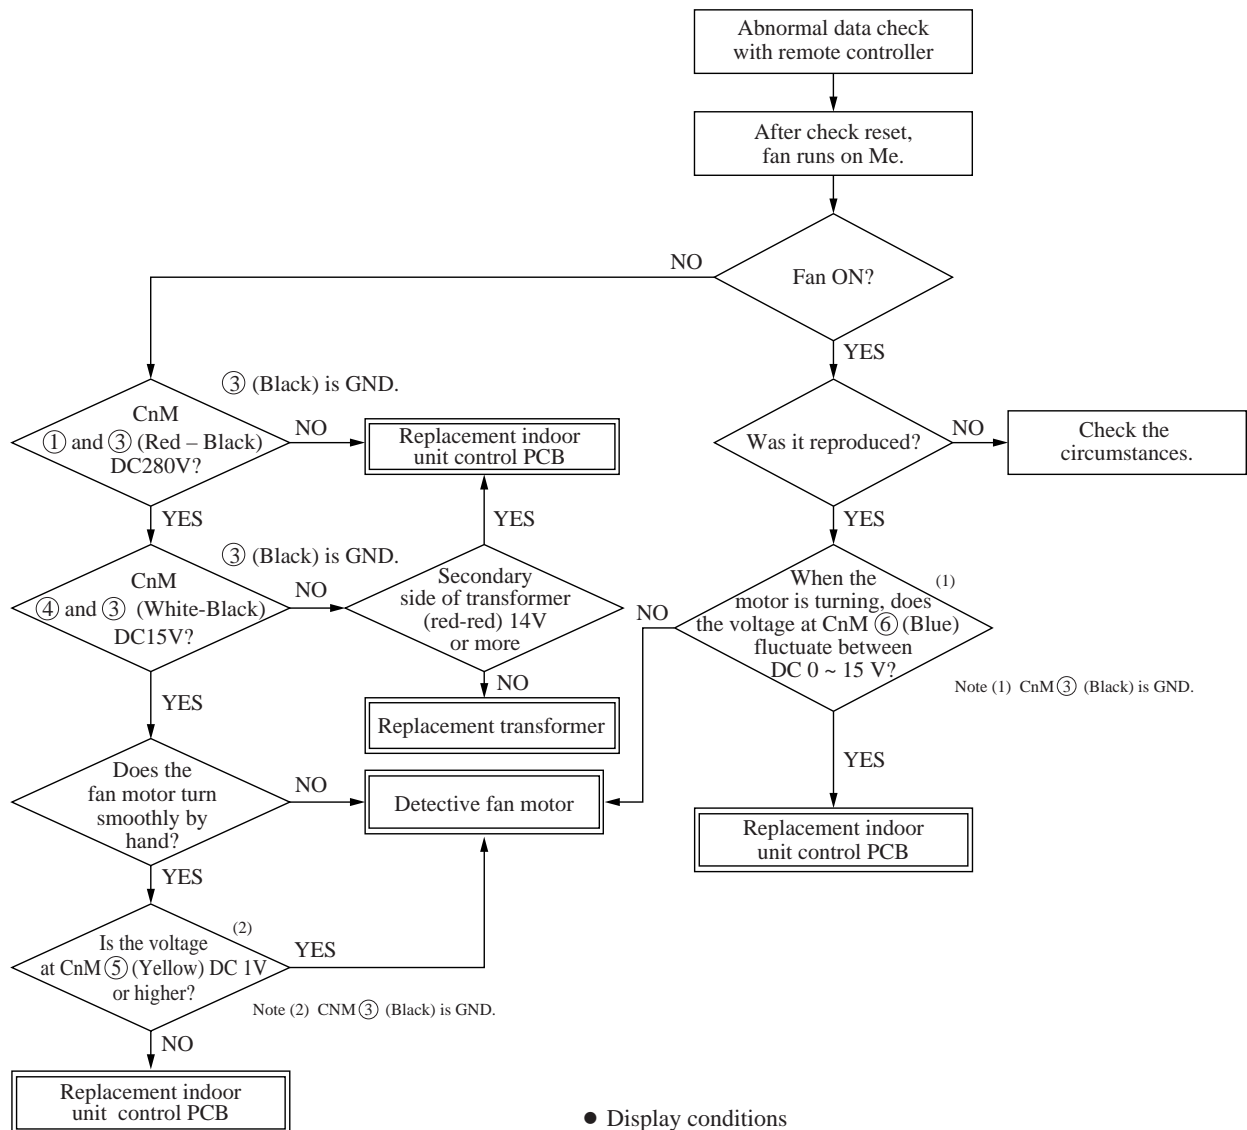 Abnormal data check
with remote controller
After check reset,
fan runs on Me.
Fan ON?
NO
YES
③ (Black) is GND.
CnM
① and ③ (Red – Black)
DC280V?
NO
Replacement indoor
unit control PCB
Was it reproduced?
NO
Check the
circumstances.
YES
YES
YES
③ (Black) is GND.
CnM
④ and ③ (White-Black)
DC15V?
NO
Secondary
side of transformer
(red-red) 14V
or more
NO
Replacement transformer
When the
motor is turning, does
the voltage at CnM ⑥ (Blue)
fluctuate between
DC 0 ~ 15 V?
(1)
NO
Note (1) CnM③ (Black) is GND.
YES
YES
Does the
fan motor turn
smoothly by
hand?
NO
Detective fan motor
Replacement indoor
unit control PCB
YES
Is the voltage
at CnM ⑤ (Yellow) DC 1V
or higher?
(2)
YES
Note (2) CNM③ (Black) is GND.
NO
Replacement indoor
unit control PCB
● Display conditions